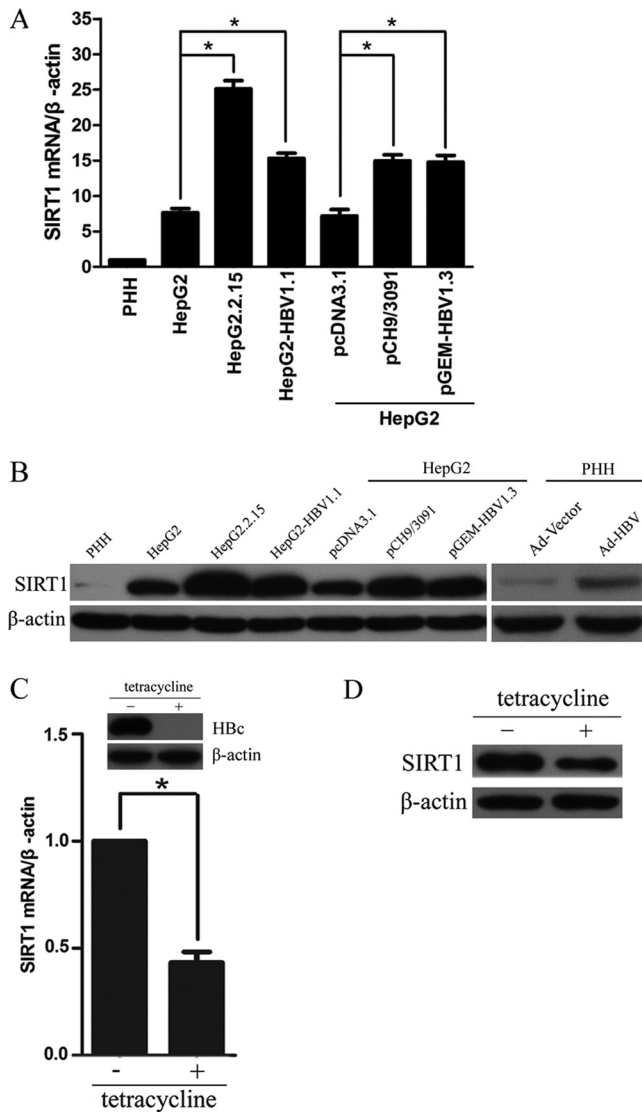 A
SIRT1 mRNA/β -actin
35
30
25
20
15
10
5
0
* *
* *
PHH
HepG2
HepG2.2.15
HepG2-HBV1.1
pcDNA3.1
pCH9/3091
pGEM-HBV1.3
HepG2
B
HepG2 PHH
PHH HepG2 HepG2.2.15 HepG2-HBV1.1 pcDNA3.1 pCH9/3091 pGEM-HBV1.3 Ad-Vector Ad-HBV
SIRT1
β-actin
C
tetracycline
− +
HBc
β-actin
SIRT1 mRNA/β -actin
1.5
1.0
0.5
0.0
*
- +
tetracycline
D
tetracycline
− +
SIRT1
β-actin